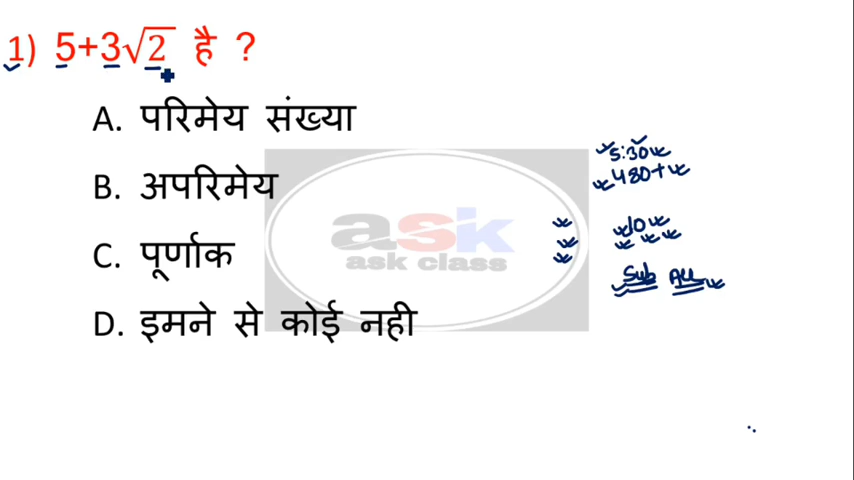 1) 5+3√2 है ?
A. परिमेय संख्या
B. अपरिमेय
C. पूर्णाक
D. इमने से कोई नही
ask
ask class
5:30
480+
10
Sub All